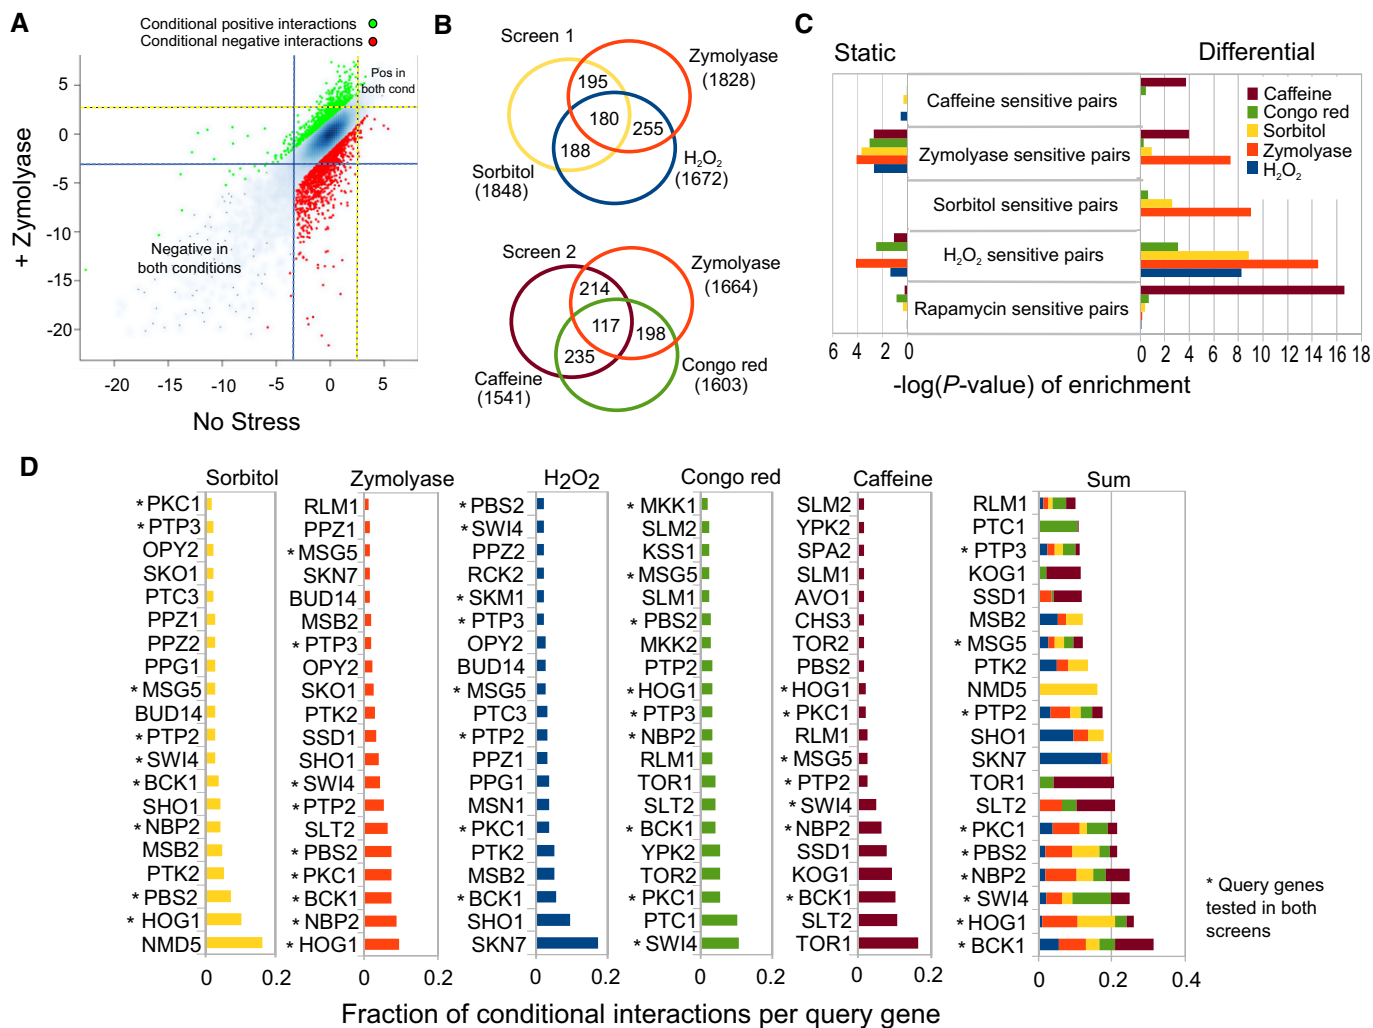 A
Conditional positive interactions
Conditional negative interactions
Pos in
both cond
Negative in
both conditions
+ Zymolyase
5
0
-5
-10
-15
-20
-20 -15 -10 -5 0 5
No Stress
B
Screen 1
Zymolyase
(1828)
195
180
255
188
Sorbitol
(1848)
H2O2
(1672)
Screen 2
Zymolyase
(1664)
214
117
198
235
Caffeine
(1541)
Congo red
(1603)
C
Static
Differential
Caffeine sensitive pairs
Zymolyase sensitive pairs
Sorbitol sensitive pairs
H2O2 sensitive pairs
Rapamycin sensitive pairs
Caffeine
Congo red
Sorbitol
Zymolyase
H2O2
6 4 2 0
0 2 4 6 8 10 12 14 16 18
-log(P-value) of enrichment
D
Sorbitol
* PKC1
* PTP3
OPY2
SKO1
PTC3
PPZ1
PPZ2
PPG1
* MSG5
BUD14
* PTP2
* SWI4
* BCK1
SHO1
* NBP2
MSB2
PTK2
* PBS2
* HOG1
NMD5
0 0.2
Zymolyase
RLM1
PPZ1
* MSG5
SKN7
BUD14
MSB2
* PTP3
OPY2
SKO1
PTK2
SSD1
SHO1
* SWI4
* PTP2
SLT2
* PBS2
* PKC1
* BCK1
* NBP2
* HOG1
0 0.2
H2O2
* PBS2
* SWI4
PPZ2
RCK2
* SKM1
* PTP3
OPY2
BUD14
* MSG5
PTC3
* PTP2
PPZ1
PPG1
MSN1
* PKC1
PTK2
MSB2
* BCK1
SHO1
SKN7
0 0.2
Congo red
* MKK1
SLM2
KSS1
* MSG5
SLM1
* PBS2
MKK2
PTP2
* HOG1
* PTP3
* NBP2
RLM1
TOR1
SLT2
* BCK1
YPK2
TOR2
* PKC1
PTC1
* SWI4
0 0.2
Caffeine
SLM2
YPK2
SPA2
SLM1
AVO1
CHS3
TOR2
PBS2
* HOG1
* PKC1
RLM1
* MSG5
* PTP2
* SWI4
* NBP2
SSD1
KOG1
* BCK1
SLT2
TOR1
0 0.2
Sum
RLM1
PTC1
* PTP3
KOG1
SSD1
MSB2
* MSG5
PTK2
NMD5
* PTP2
SHO1
SKN7
TOR1
SLT2
* PKC1
* PBS2
* NBP2
* SWI4
* HOG1
* BCK1
0 0.2 0.4
* Query genes
tested in both
screens
Fraction of conditional interactions per query gene